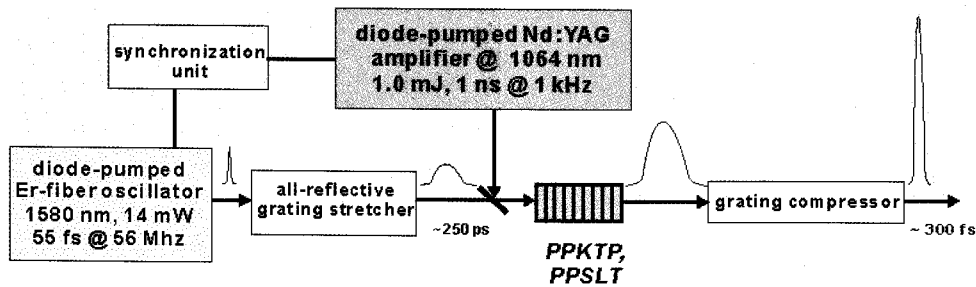 synchronization
unit
diode-pumped Nd:YAG
amplifier @ 1064 nm
1.0 mJ, 1 ns @ 1 kHz
diode-pumped
Er-fiber oscillator
1580 nm, 14 mW
55 fs @ 56 Mhz
all-reflective
grating stretcher
~250 ps
PPKTP,
PPSLT
grating compressor
~ 300 fs